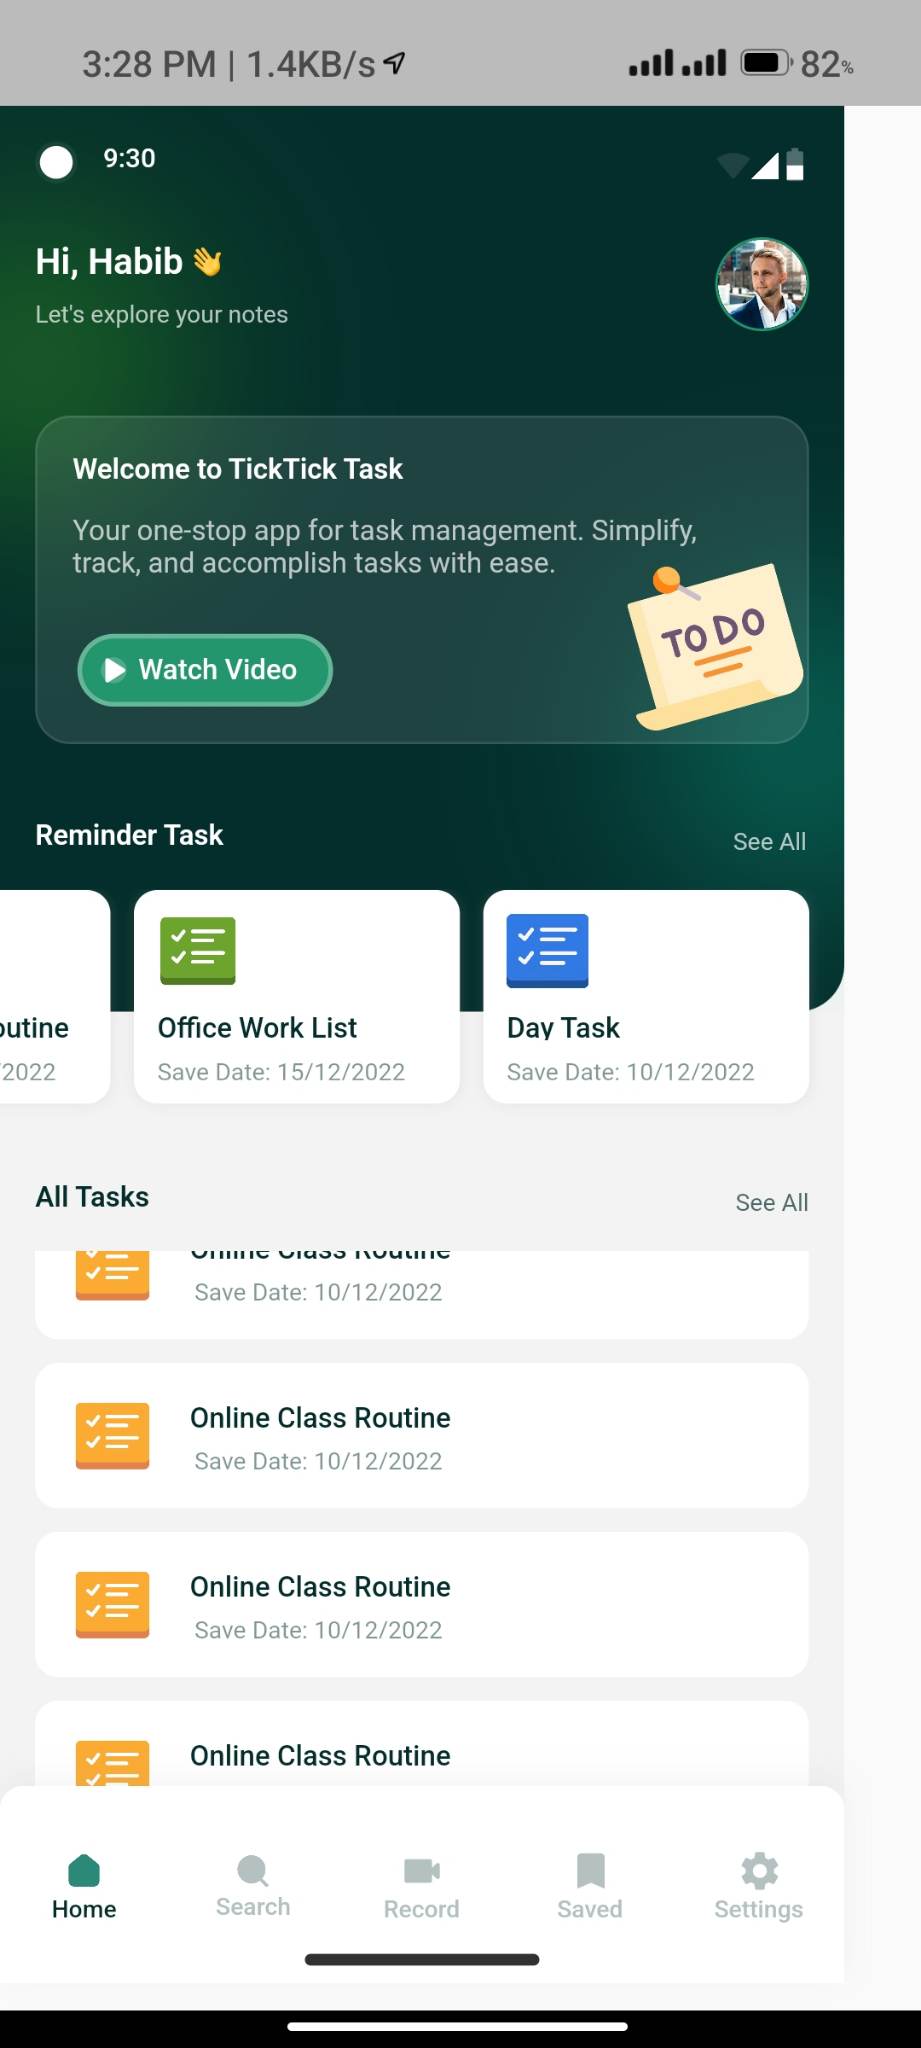 3:28 PM | 1.4KB/s
82%
9:30
Hi, Habib 👋
Let's explore your notes
Welcome to TickTick Task
Your one-stop app for task management. Simplify,
track, and accomplish tasks with ease.
TO DO
Watch Video
Reminder Task
See All
outine
Office Work List
Day Task
/2022
Save Date: 15/12/2022
Save Date: 10/12/2022
All Tasks
See All
Online Class Routine
Save Date: 10/12/2022
Online Class Routine
Save Date: 10/12/2022
Online Class Routine
Save Date: 10/12/2022
Online Class Routine
Home
Search
Record
Saved
Settings